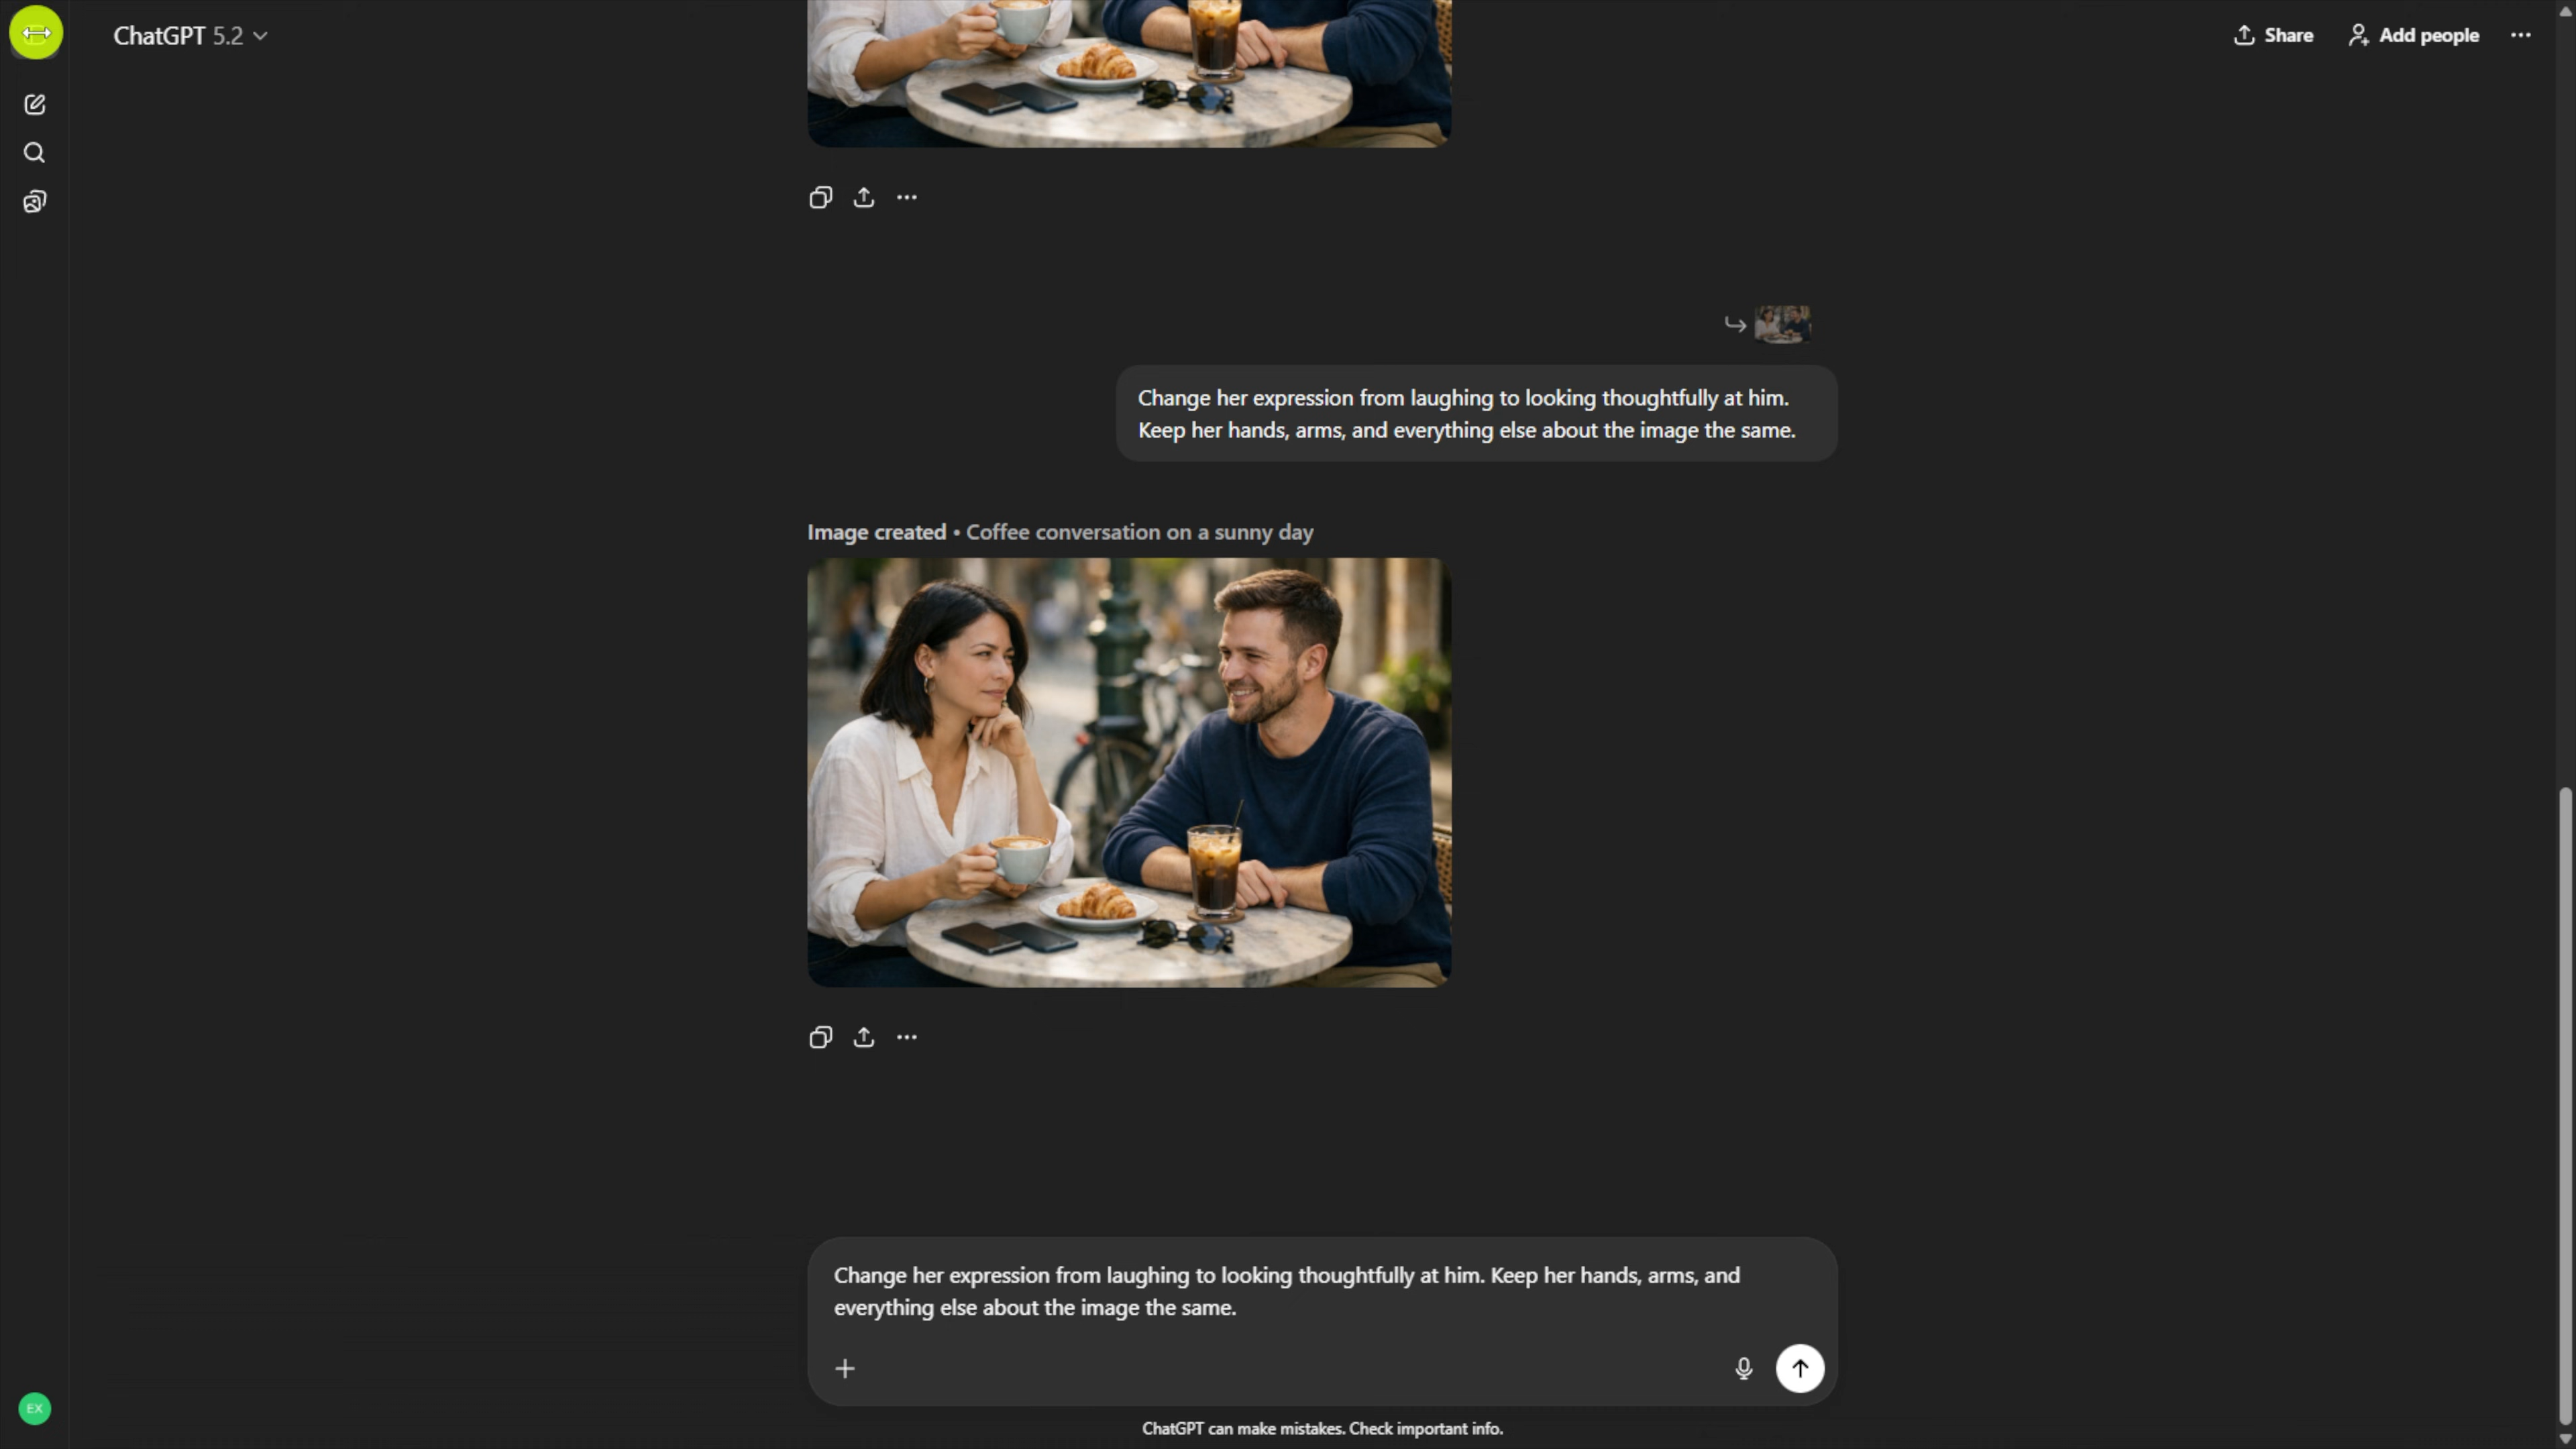 ChatGPT 5.2
Share
Add people
Change her expression from laughing to looking thoughtfully at him.
Keep her hands, arms, and everything else about the image the same.
Image created • Coffee conversation on a sunny day
Change her expression from laughing to looking thoughtfully at him. Keep her hands, arms, and
everything else about the image the same.
EX
ChatGPT can make mistakes. Check important info.